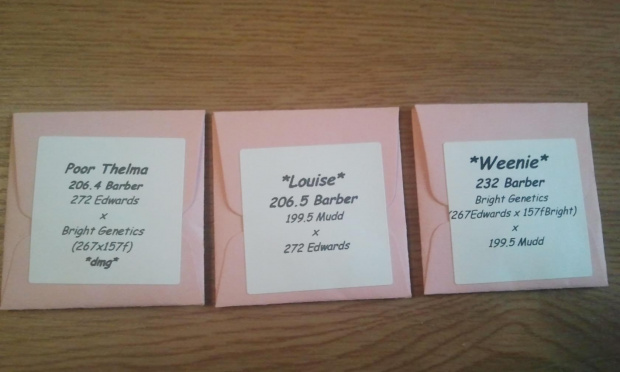 Poor Thelma
206.4 Barber
272 Edwards
x
Bright Genetics
(267x157f)
*dmg*
*Louise*
206.5 Barber
199.5 Mudd
x
272 Edwards
*Weenie*
232 Barber
Bright Genetics
(267Edwards x 157fBright)
x
199.5 Mudd